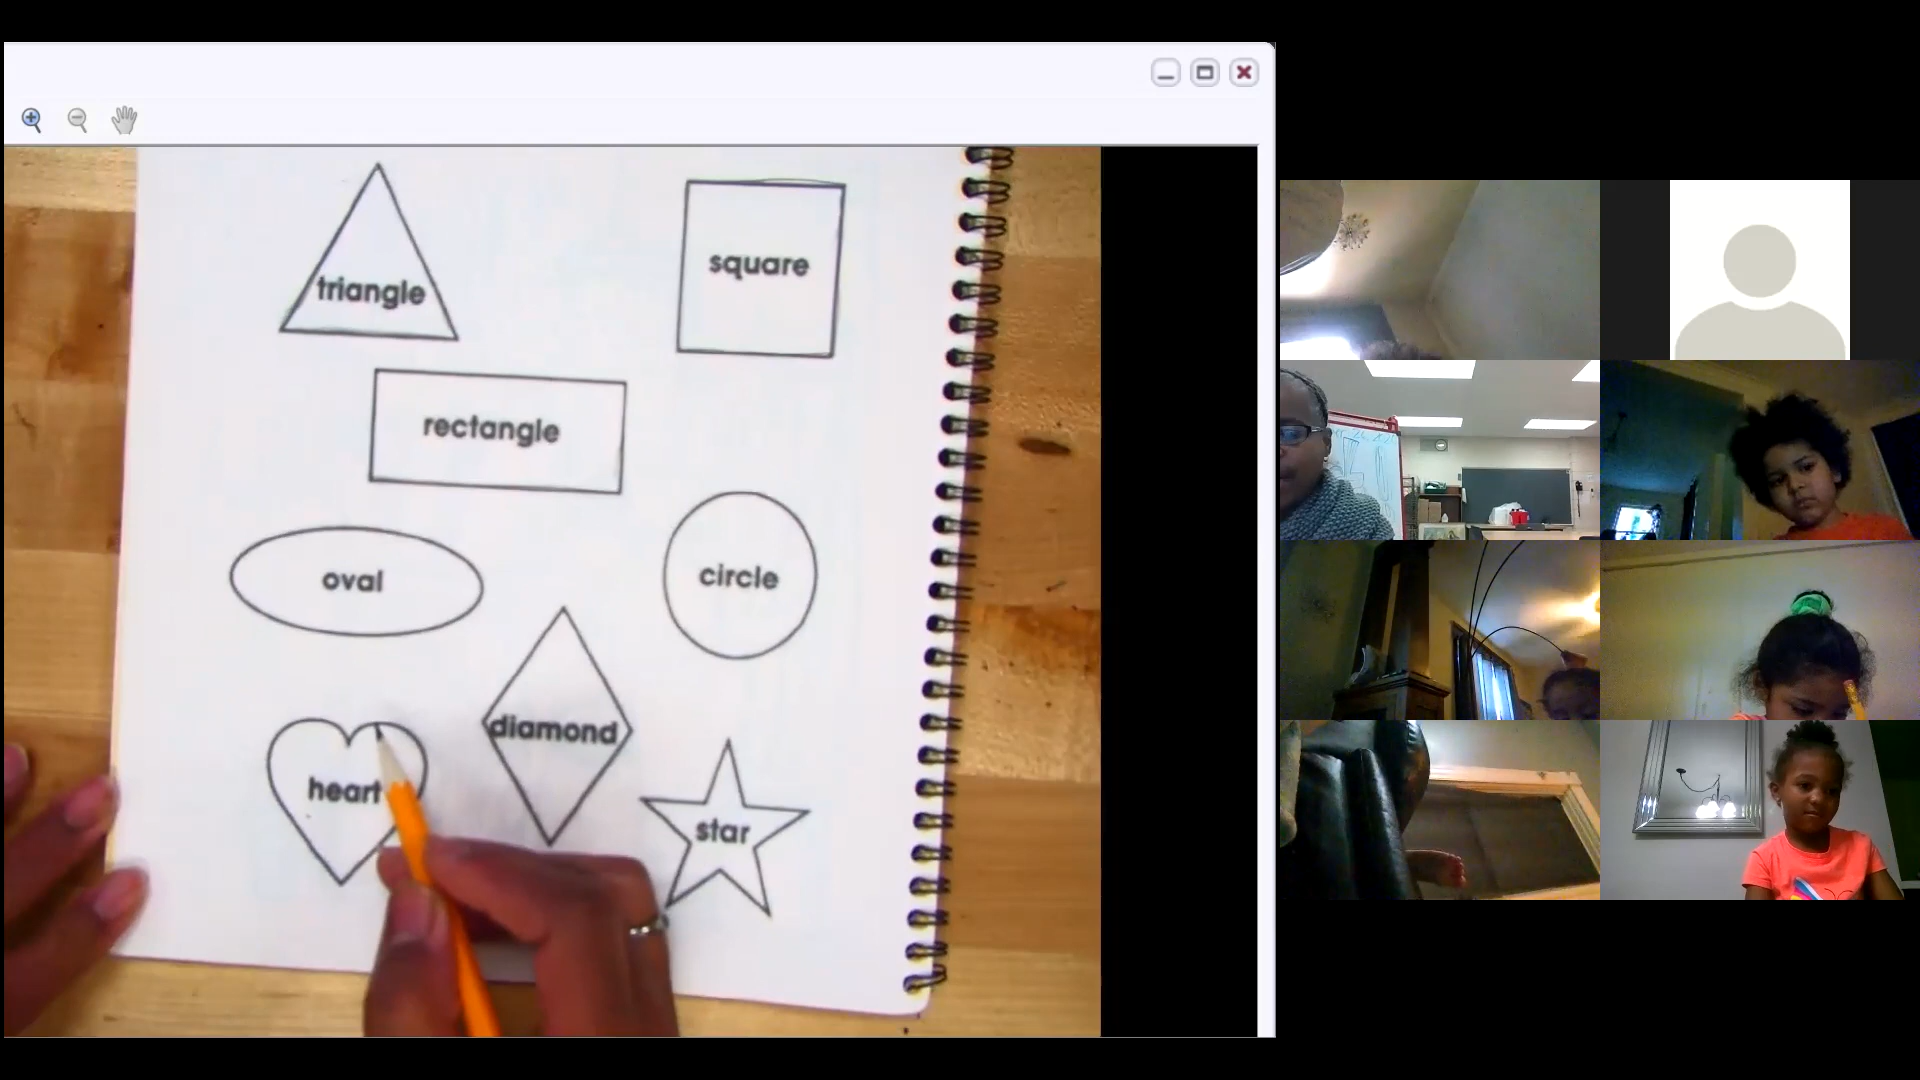 triangle
square
rectangle
oval
circle
diamond
heart
star